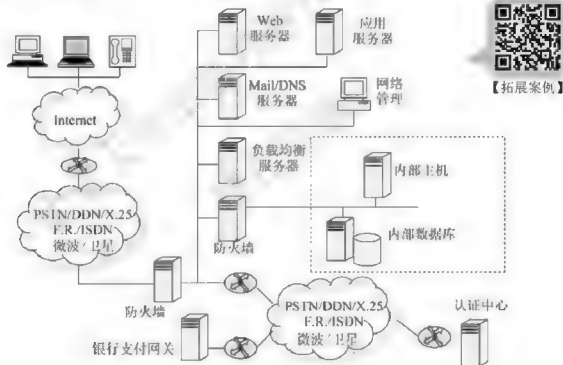 Web
服务器
应用
服务器
【拓展案例】
Mail/DNS
服务器
网络
管理
Internet
负载均衡
服务器
内部主机
PSTN/DDN/X.25
F.R./ISDN
微波/卫星
防火墙
内部数据库
防火墙
PSTN/DDN/X.25
F.R./ISDN
微波/卫星
认证中心
银行支付网关